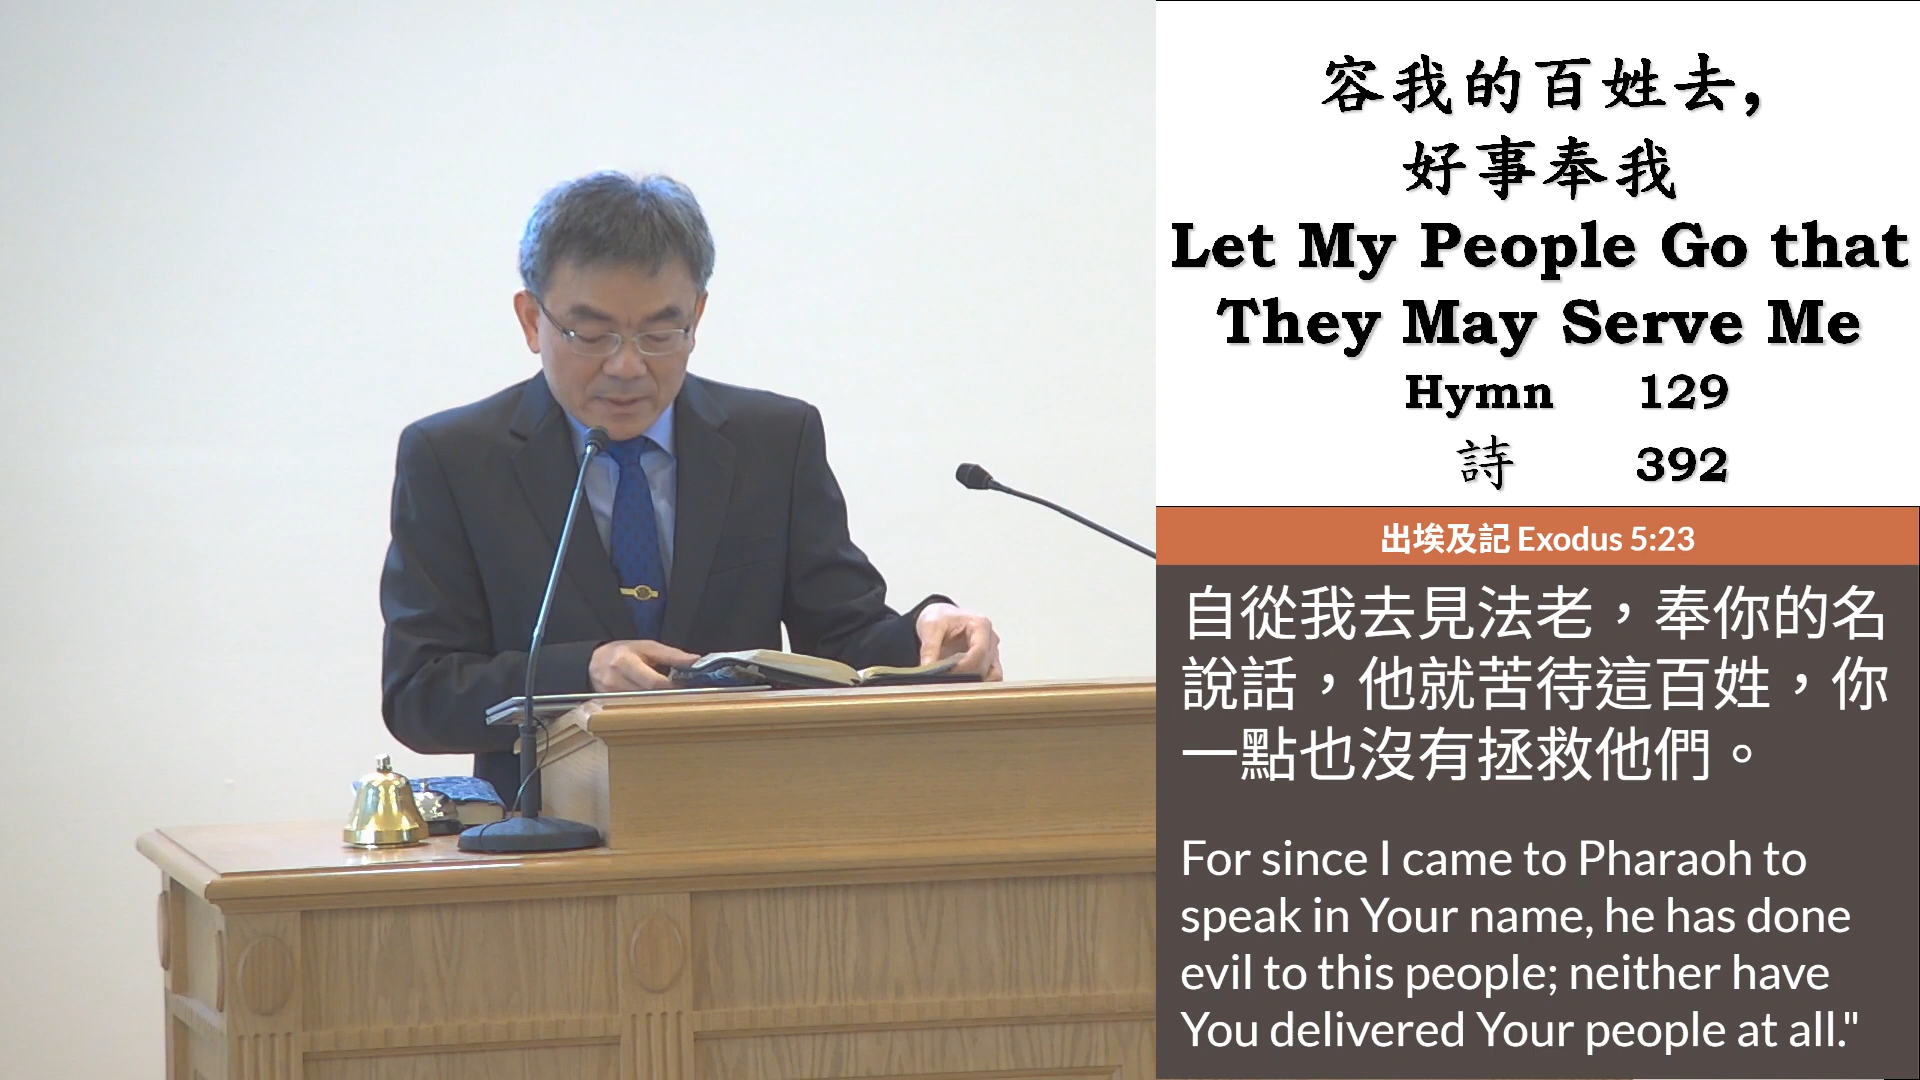 容我的百姓去,
好事奉我
Let My People Go that
They May Serve Me
Hymn 129
詩 392
出埃及記 Exodus 5:23
自從我去見法老，奉你的名
說話，他就苦待這百姓，你
一點也沒有拯救他們。
For since I came to Pharaoh to
speak in Your name, he has done
evil to this people; neither have
You delivered Your people at all."